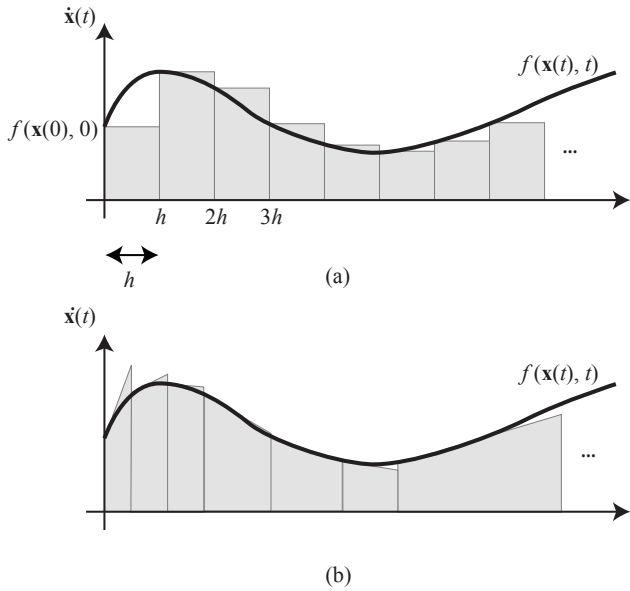 ẋ(t)
f(x(t), t)
f(x(0), 0)
...
h 2h 3h
h
(a)
ẋ(t)
f(x(t), t)
...
(b)